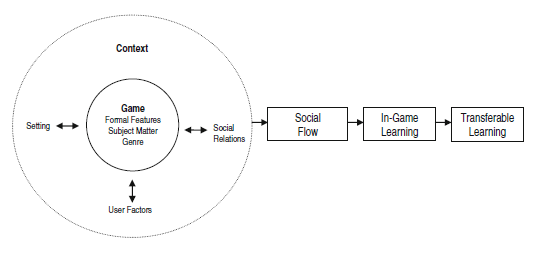 Context
Game
Formal Features
Subject Matter
Genre
Setting
Social
Relations
User Factors
Social
Flow
In-Game
Learning
Transferable
Learning